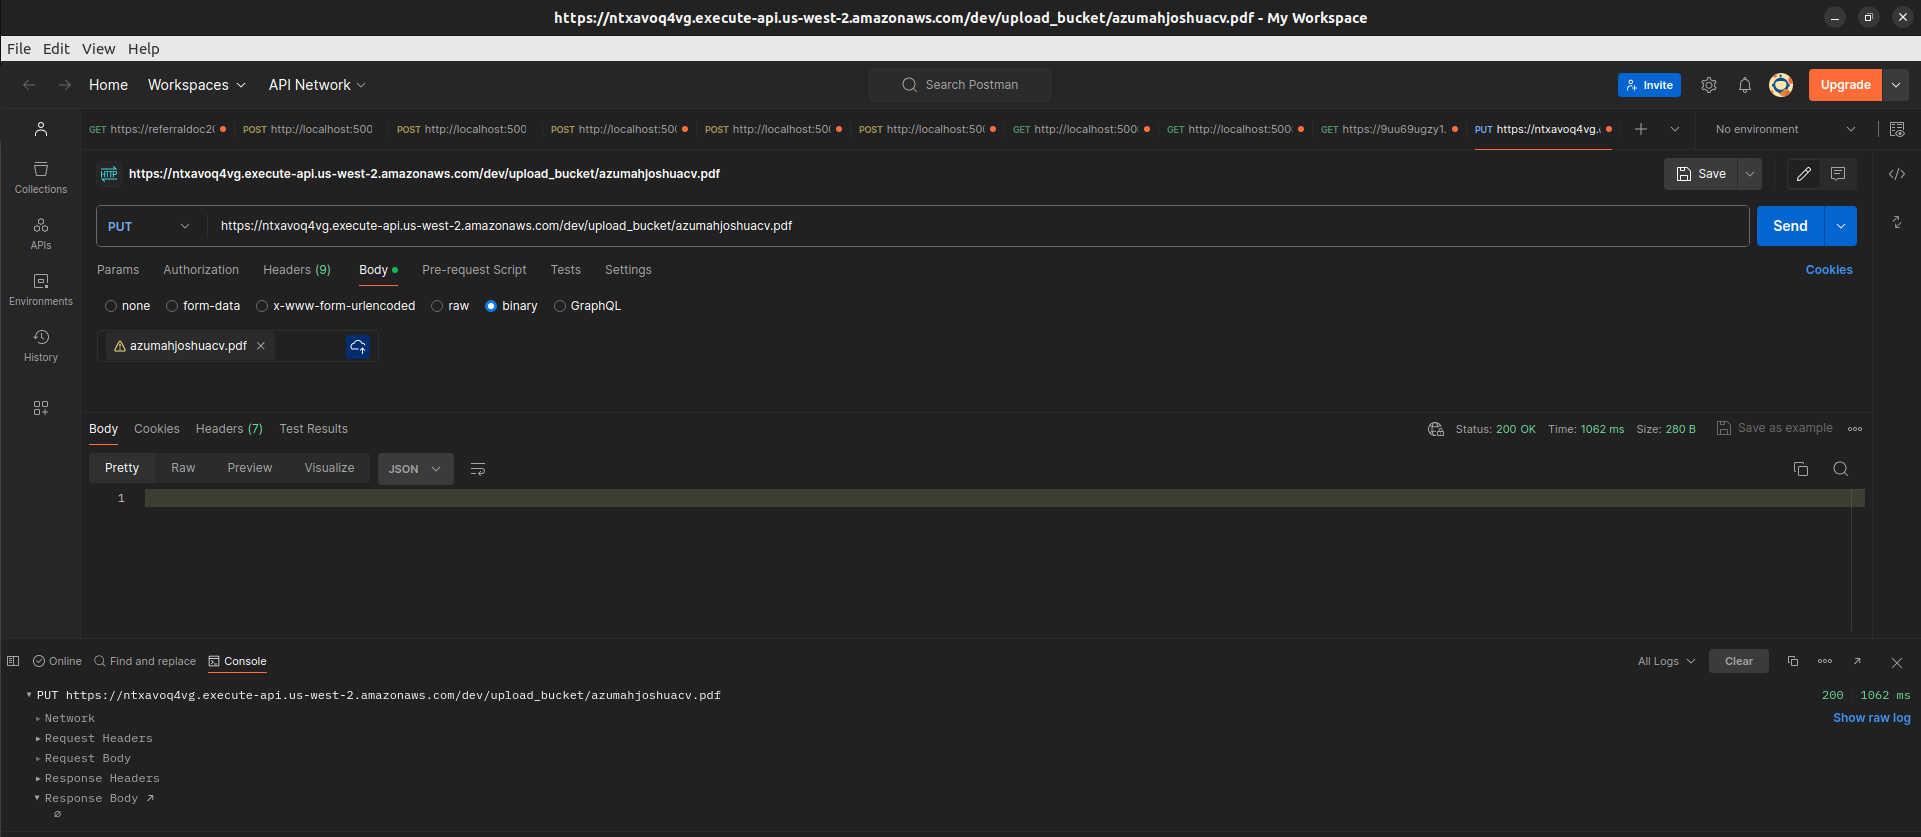 https://ntxavoq4vg.execute-api.us-west-2.amazonaws.com/dev/upload_bucket/azumahjoshuacv.pdf - My Workspace
File Edit View Help
Home Workspaces API Network Search Postman Invite Upgrade
GET https://referraldoc20 POST http://localhost:500 POST http://localhost:500 POST http://localhost:500 POST http://localhost:500 POST http://localhost:500 GET http://localhost:500 GET http://localhost:500 GET https://9uu69ugzy1. PUT https://ntxavoq4vg. No environment
Collections
APIs
Environments
History
HTTP https://ntxavoq4vg.execute-api.us-west-2.amazonaws.com/dev/upload_bucket/azumahjoshuacv.pdf Save
PUT https://ntxavoq4vg.execute-api.us-west-2.amazonaws.com/dev/upload_bucket/azumahjoshuacv.pdf Send
Params Authorization Headers (9) Body Pre-request Script Tests Settings Cookies
none form-data x-www-form-urlencoded raw binary GraphQL
azumahjoshuacv.pdf
Body Cookies Headers (7) Test Results Status: 200 OK Time: 1062 ms Size: 280 B Save as example
Pretty Raw Preview Visualize JSON
1
Online Find and replace Console All Logs Clear
PUT https://ntxavoq4vg.execute-api.us-west-2.amazonaws.com/dev/upload_bucket/azumahjoshuacv.pdf 200 1062 ms
Network Show raw log
Request Headers
Request Body
Response Headers
Response Body